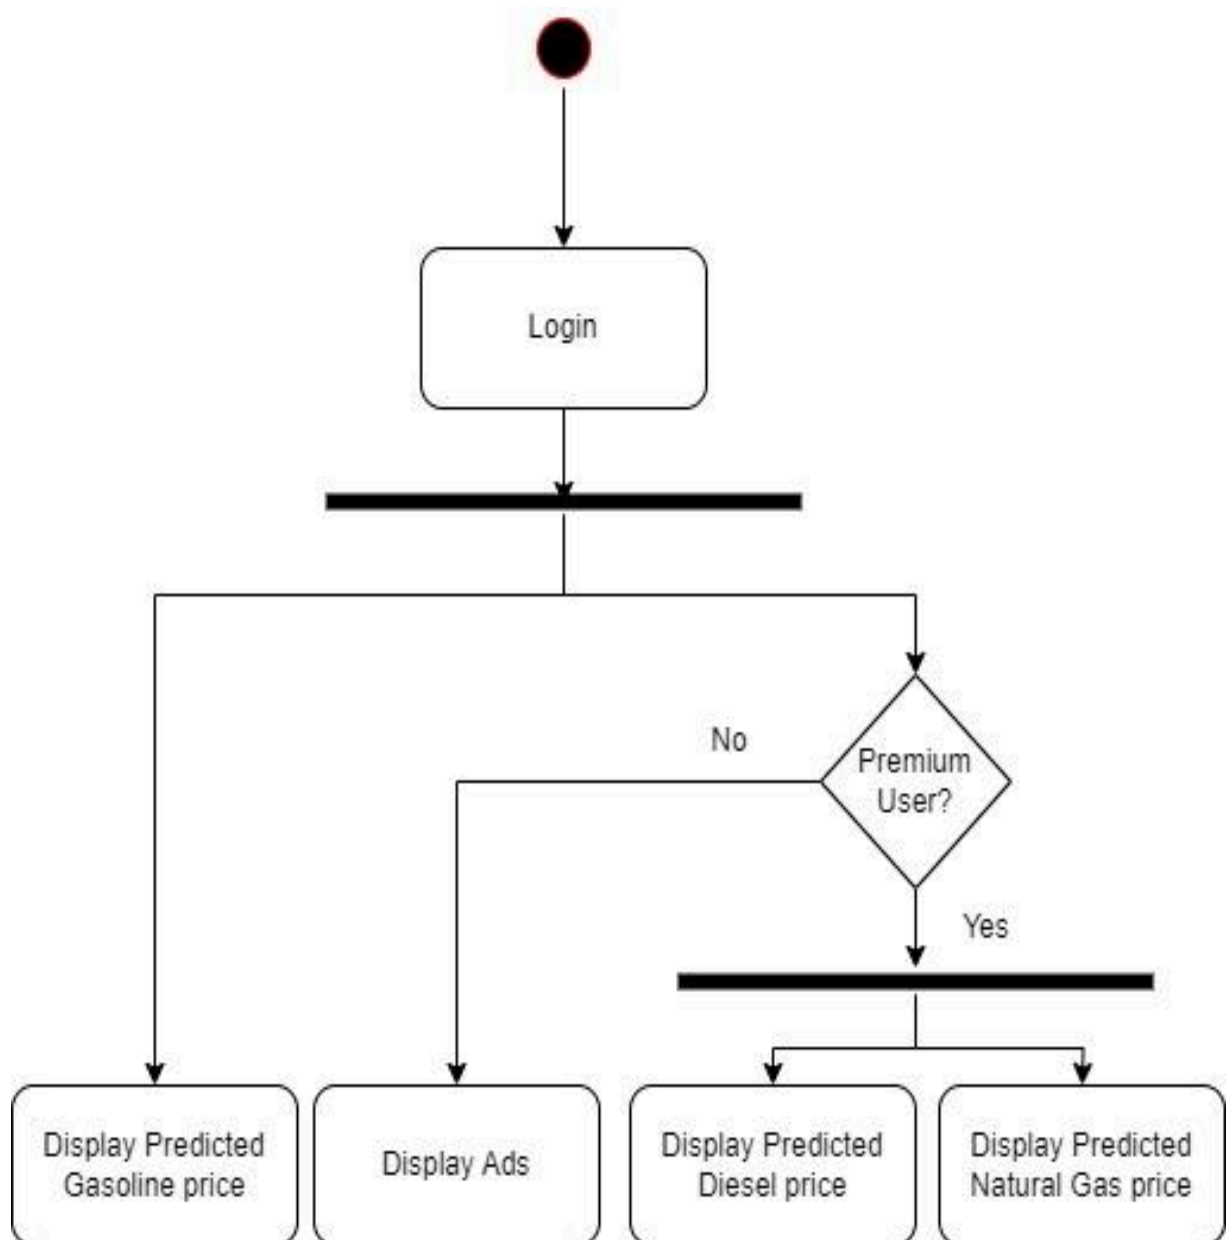 Login
No
Premium
User?
Yes
Display Predicted
Gasoline price
Display Ads
Display Predicted
Diesel price
Display Predicted
Natural Gas price